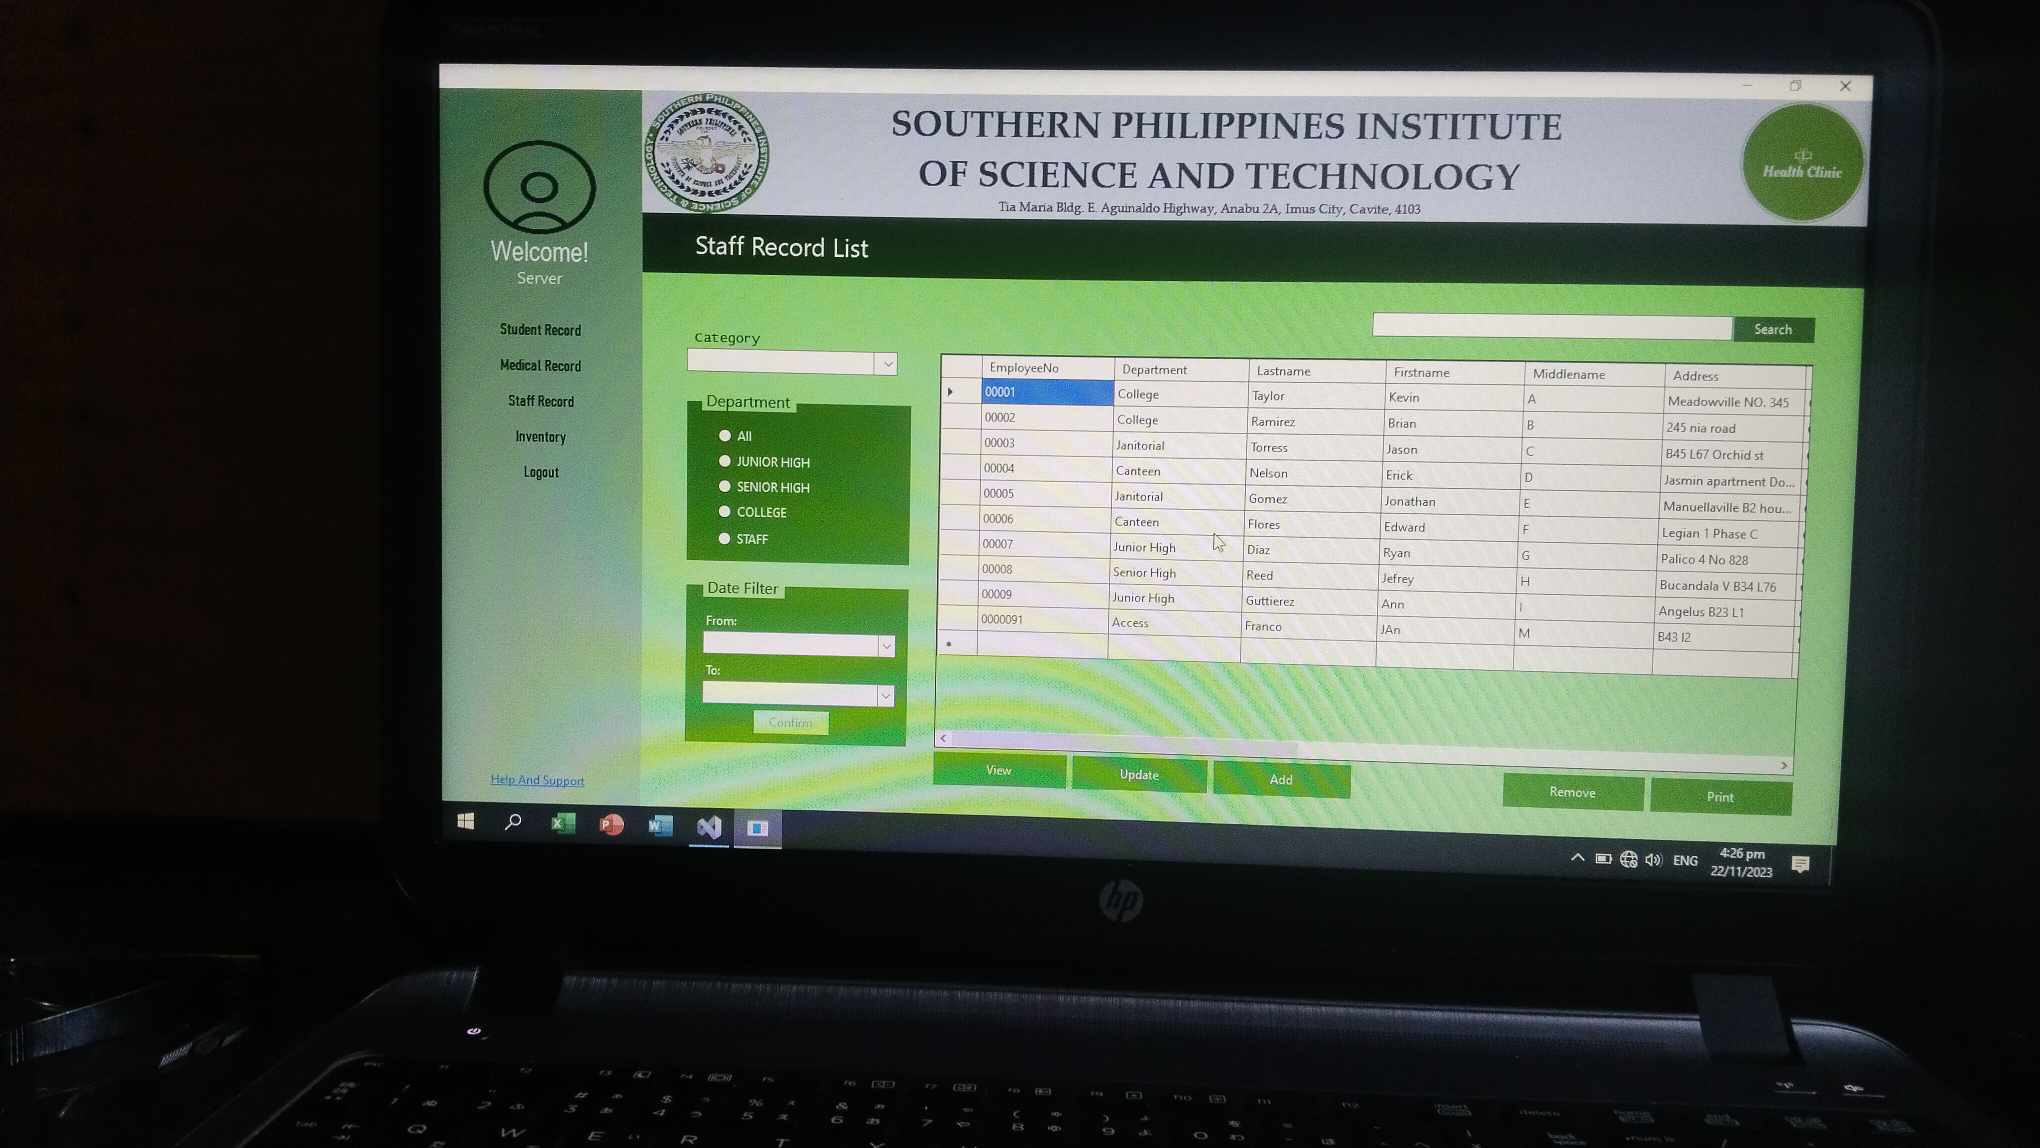 SOUTHERN PHILIPPINES INSTITUTE
OF SCIENCE AND TECHNOLOGY
Tia Maria Bldg. E. Aguinaldo Highway, Anabu 2A, Imus City, Cavite, 4103
SOUTHERN PHILIPPINES INSTITUTE OF SCIENCE & TECHNOLOGY
Health Clinic
Welcome!
Server
Student Record
Medical Record
Staff Record
Inventory
Logout
Help And Support
Staff Record List
Category
Department
All
JUNIOR HIGH
SENIOR HIGH
COLLEGE
STAFF
Date Filter
From:
To:
Confirm
Search
EmployeeNo Department Lastname Firstname Middlename Address
00001 College Taylor Kevin A Meadowville NO. 345
00002 College Ramirez Brian B 245 nia road
00003 Janitorial Torress Jason C B45 L67 Orchid st
00004 Canteen Nelson Erick D Jasmin apartment Do...
00005 Janitorial Gomez Jonathan E Manuellaville B2 hou...
00006 Canteen Flores Edward F Legian 1 Phase C
00007 Junior High Diaz Ryan G Palico 4 No 828
00008 Senior High Reed Jefrey H Bucandala V B34 L76
00009 Junior High Guttierez Ann I Angelus B23 L1
0000091 Access Franco JAn M B43 l2
View Update Add Remove Print
ENG
4:26 pm
22/11/2023
hp